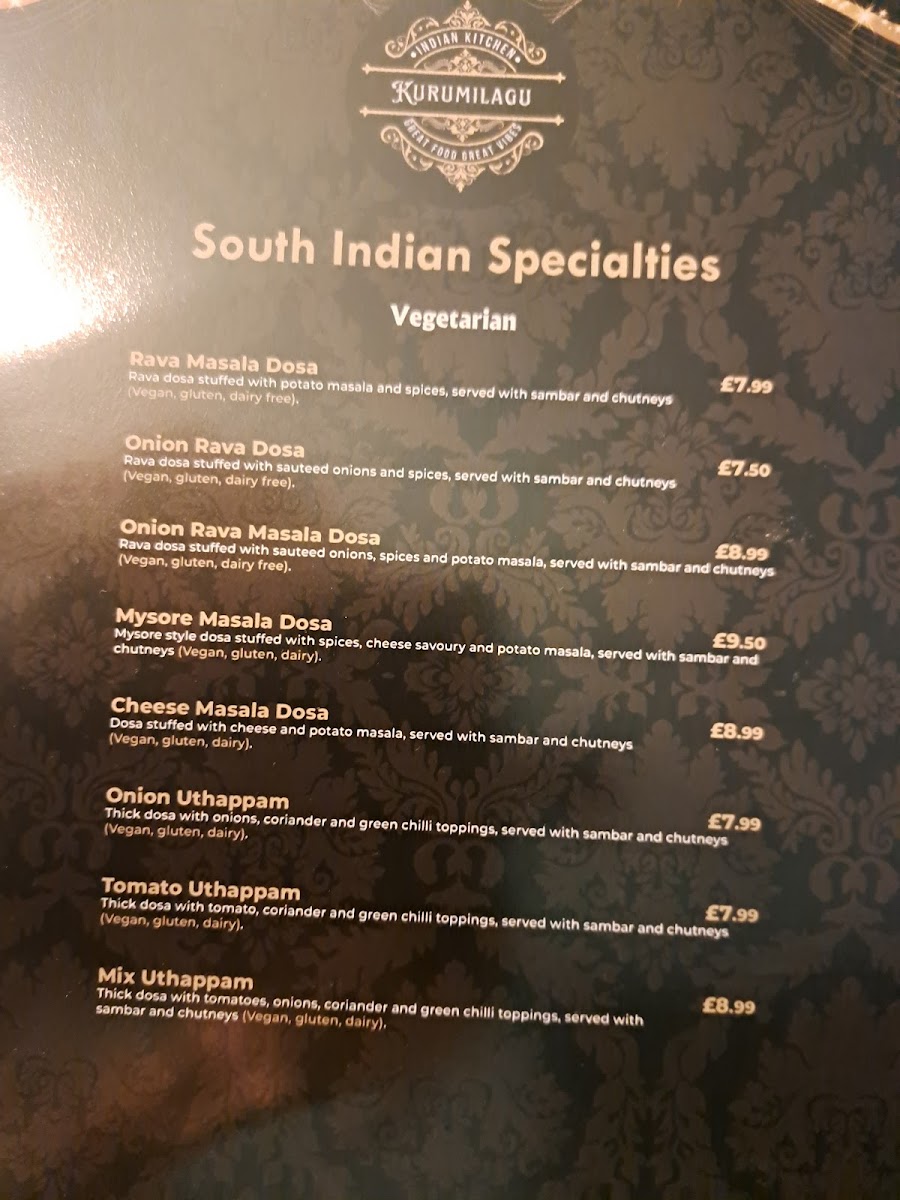 INDIAN KITCHEN
KURUMILAGU
GREAT FOOD GREAT VIBES
South Indian Specialties
Vegetarian
Rava Masala Dosa
£7.99
Rava dosa stuffed with potato masala and spices, served with sambar and chutneys
(Vegan, gluten, dairy free).
Onion Rava Dosa
£7.50
Rava dosa stuffed with sauteed onions and spices, served with sambar and chutneys
(Vegan, gluten, dairy free).
Onion Rava Masala Dosa
£8.99
Rava dosa stuffed with sauteed onions, spices and potato masala, served with sambar and chutneys
(Vegan, gluten, dairy free).
Mysore Masala Dosa
£9.50
Mysore style dosa stuffed with spices, cheese savoury and potato masala, served with sambar and
chutneys (Vegan, gluten, dairy).
Cheese Masala Dosa
£8.99
Dosa stuffed with cheese and potato masala, served with sambar and chutneys
(Vegan, gluten, dairy).
Onion Uthappam
£7.99
Thick dosa with onions, coriander and green chilli toppings, served with sambar and chutneys
(Vegan, gluten, dairy).
Tomato Uthappam
£7.99
Thick dosa with tomato, coriander and green chilli toppings, served with sambar and chutneys
(Vegan, gluten, dairy).
Mix Uthappam
£8.99
Thick dosa with tomatoes, onions, coriander and green chilli toppings, served with
sambar and chutneys (Vegan, gluten, dairy).